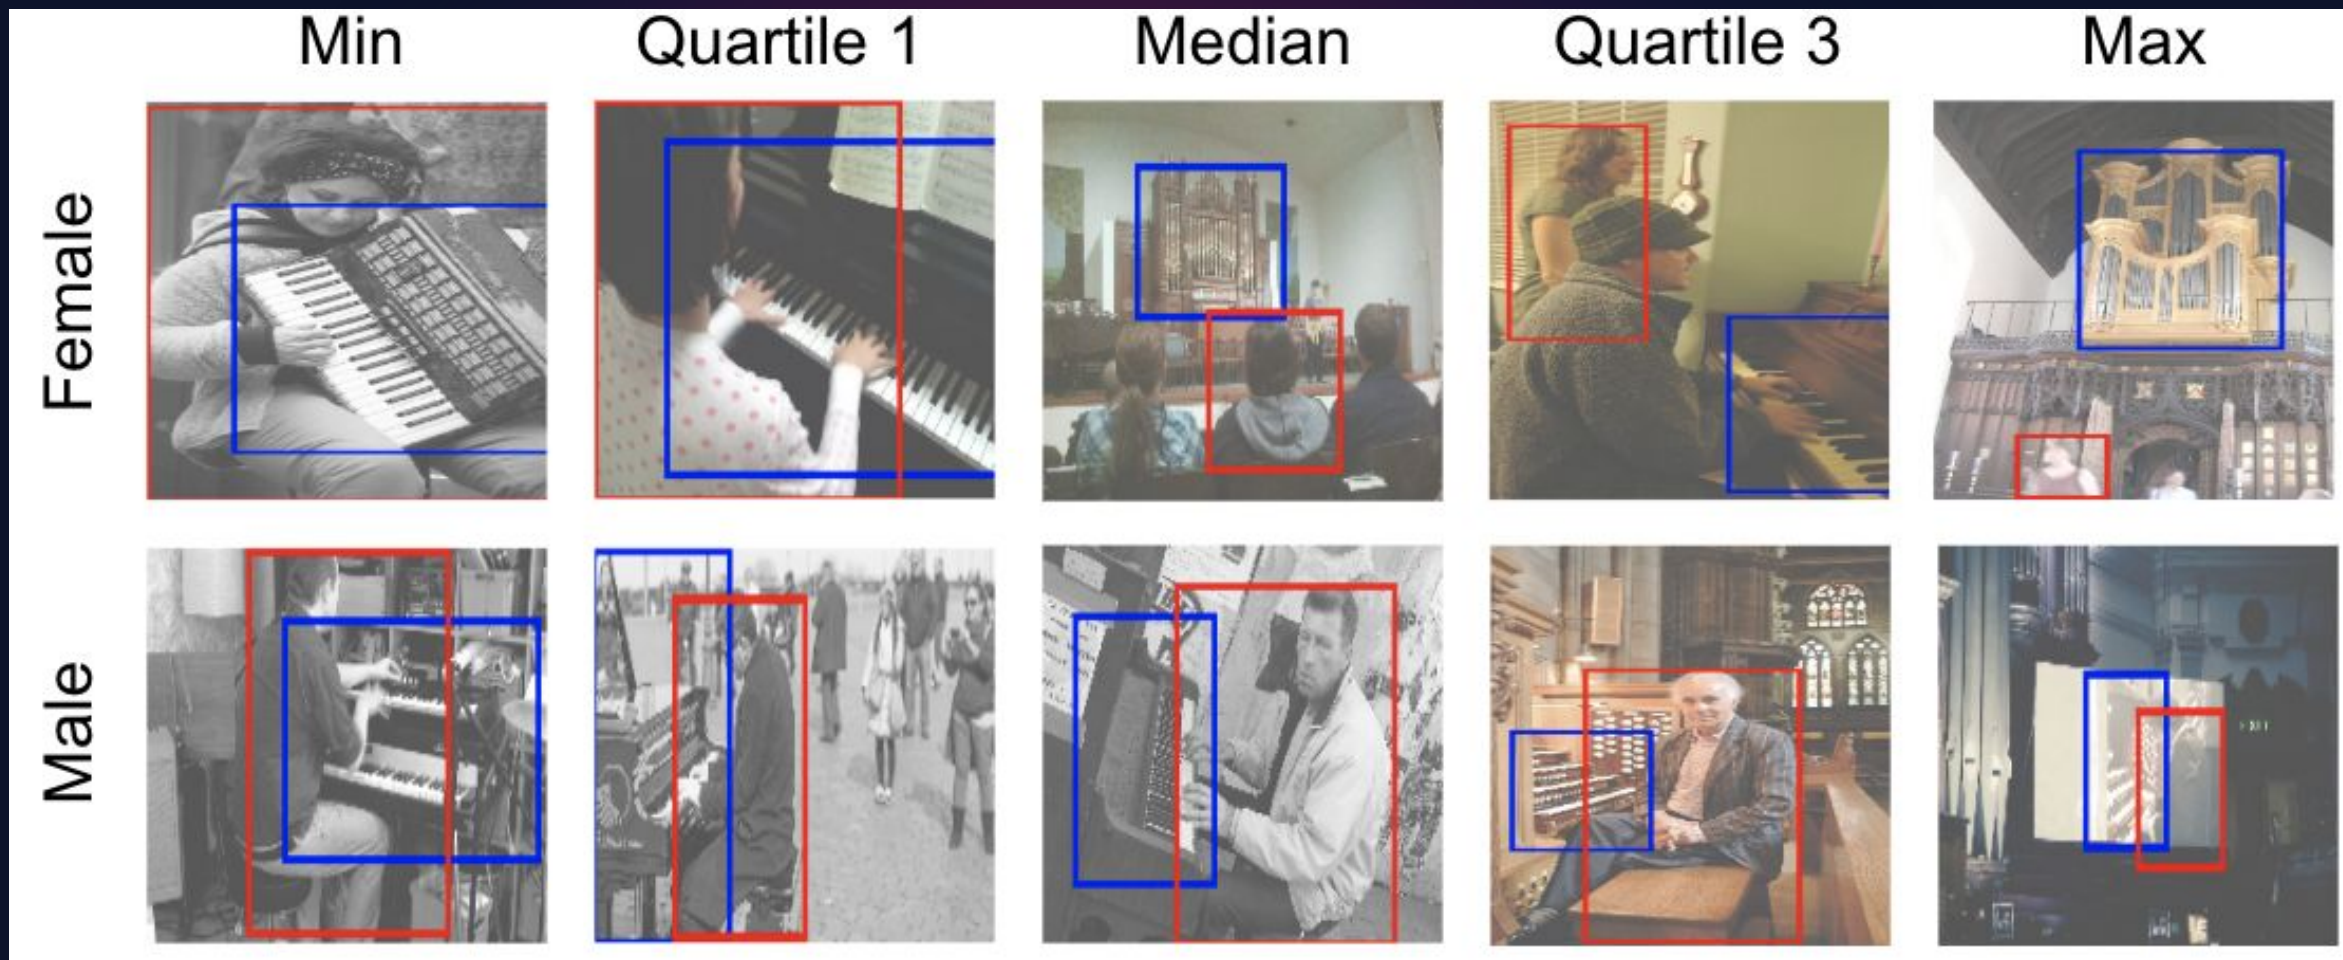 Min Quartile 1 Median Quartile 3 Max
Female
Male